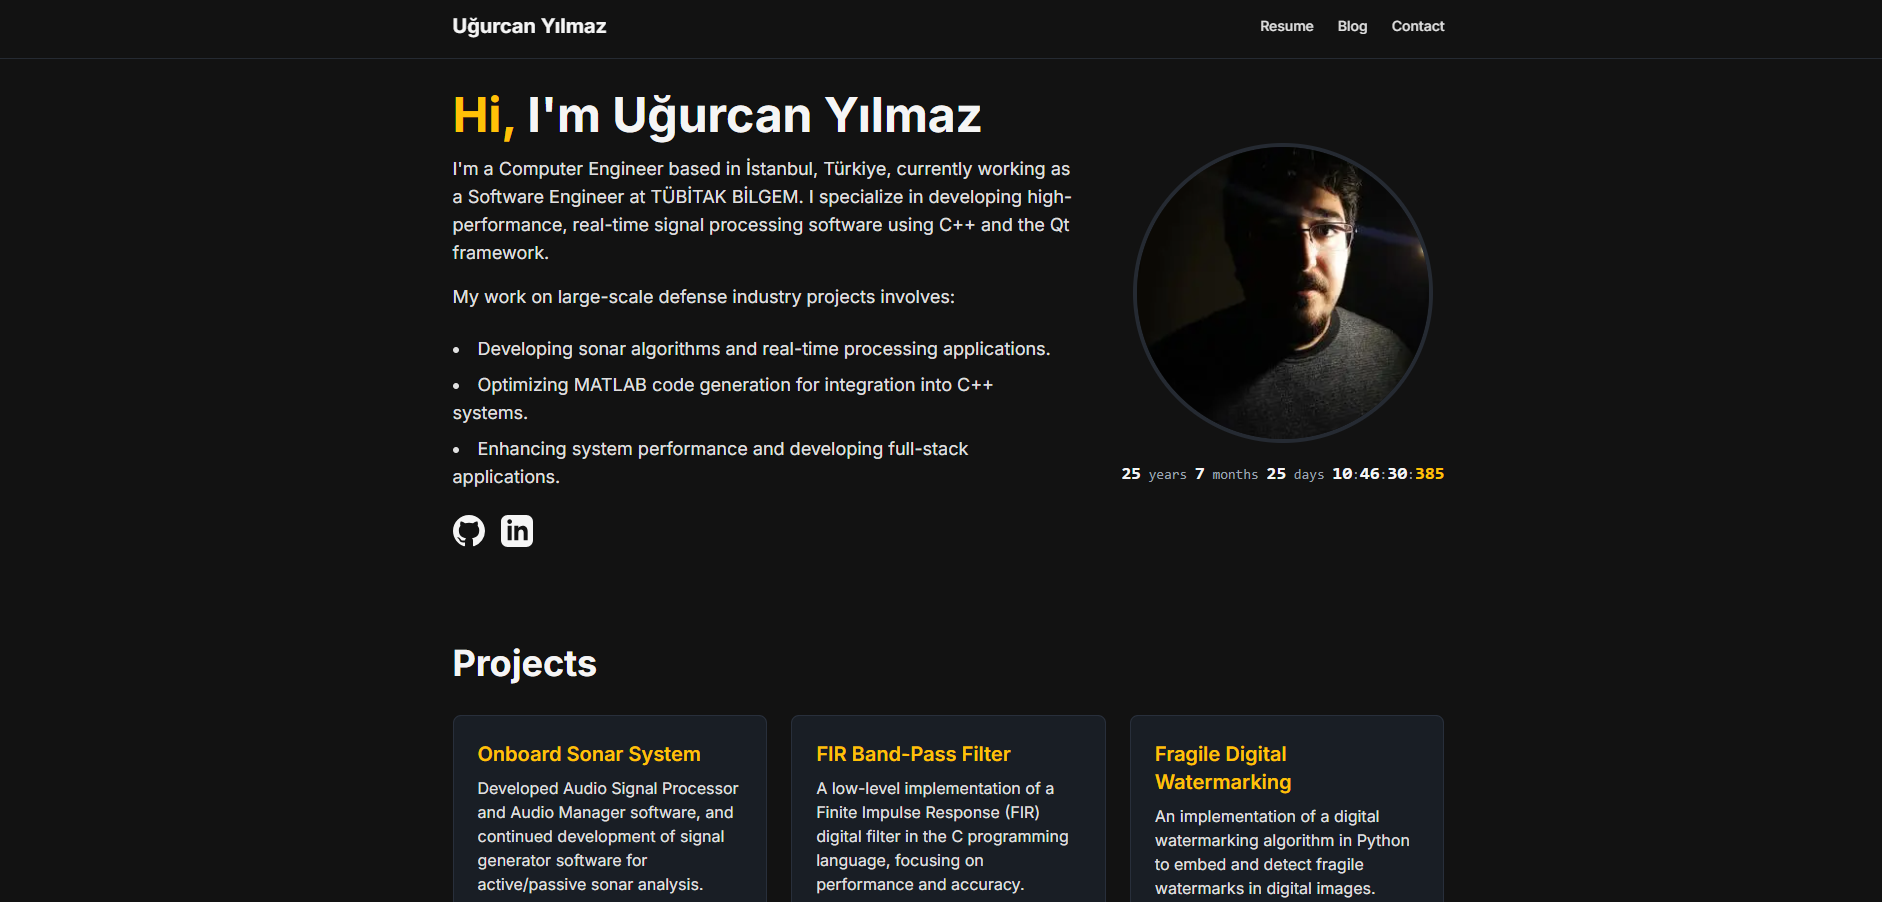 Uğurcan Yılmaz
Resume
Blog
Contact
Hi, I'm Uğurcan Yılmaz
I'm a Computer Engineer based in İstanbul, Türkiye, currently working as
a Software Engineer at TÜBİTAK BİLGEM. I specialize in developing high-
performance, real-time signal processing software using C++ and the Qt
framework.
My work on large-scale defense industry projects involves:
• Developing sonar algorithms and real-time processing applications.
• Optimizing MATLAB code generation for integration into C++
systems.
• Enhancing system performance and developing full-stack
applications.
in
25 years 7 months 25 days 10:46:30:385
Projects
Onboard Sonar System
Developed Audio Signal Processor
and Audio Manager software, and
continued development of signal
generator software for
active/passive sonar analysis.
FIR Band-Pass Filter
A low-level implementation of a
Finite Impulse Response (FIR)
digital filter in the C programming
language, focusing on
performance and accuracy.
Fragile Digital
Watermarking
An implementation of a digital
watermarking algorithm in Python
to embed and detect fragile
watermarks in digital images.